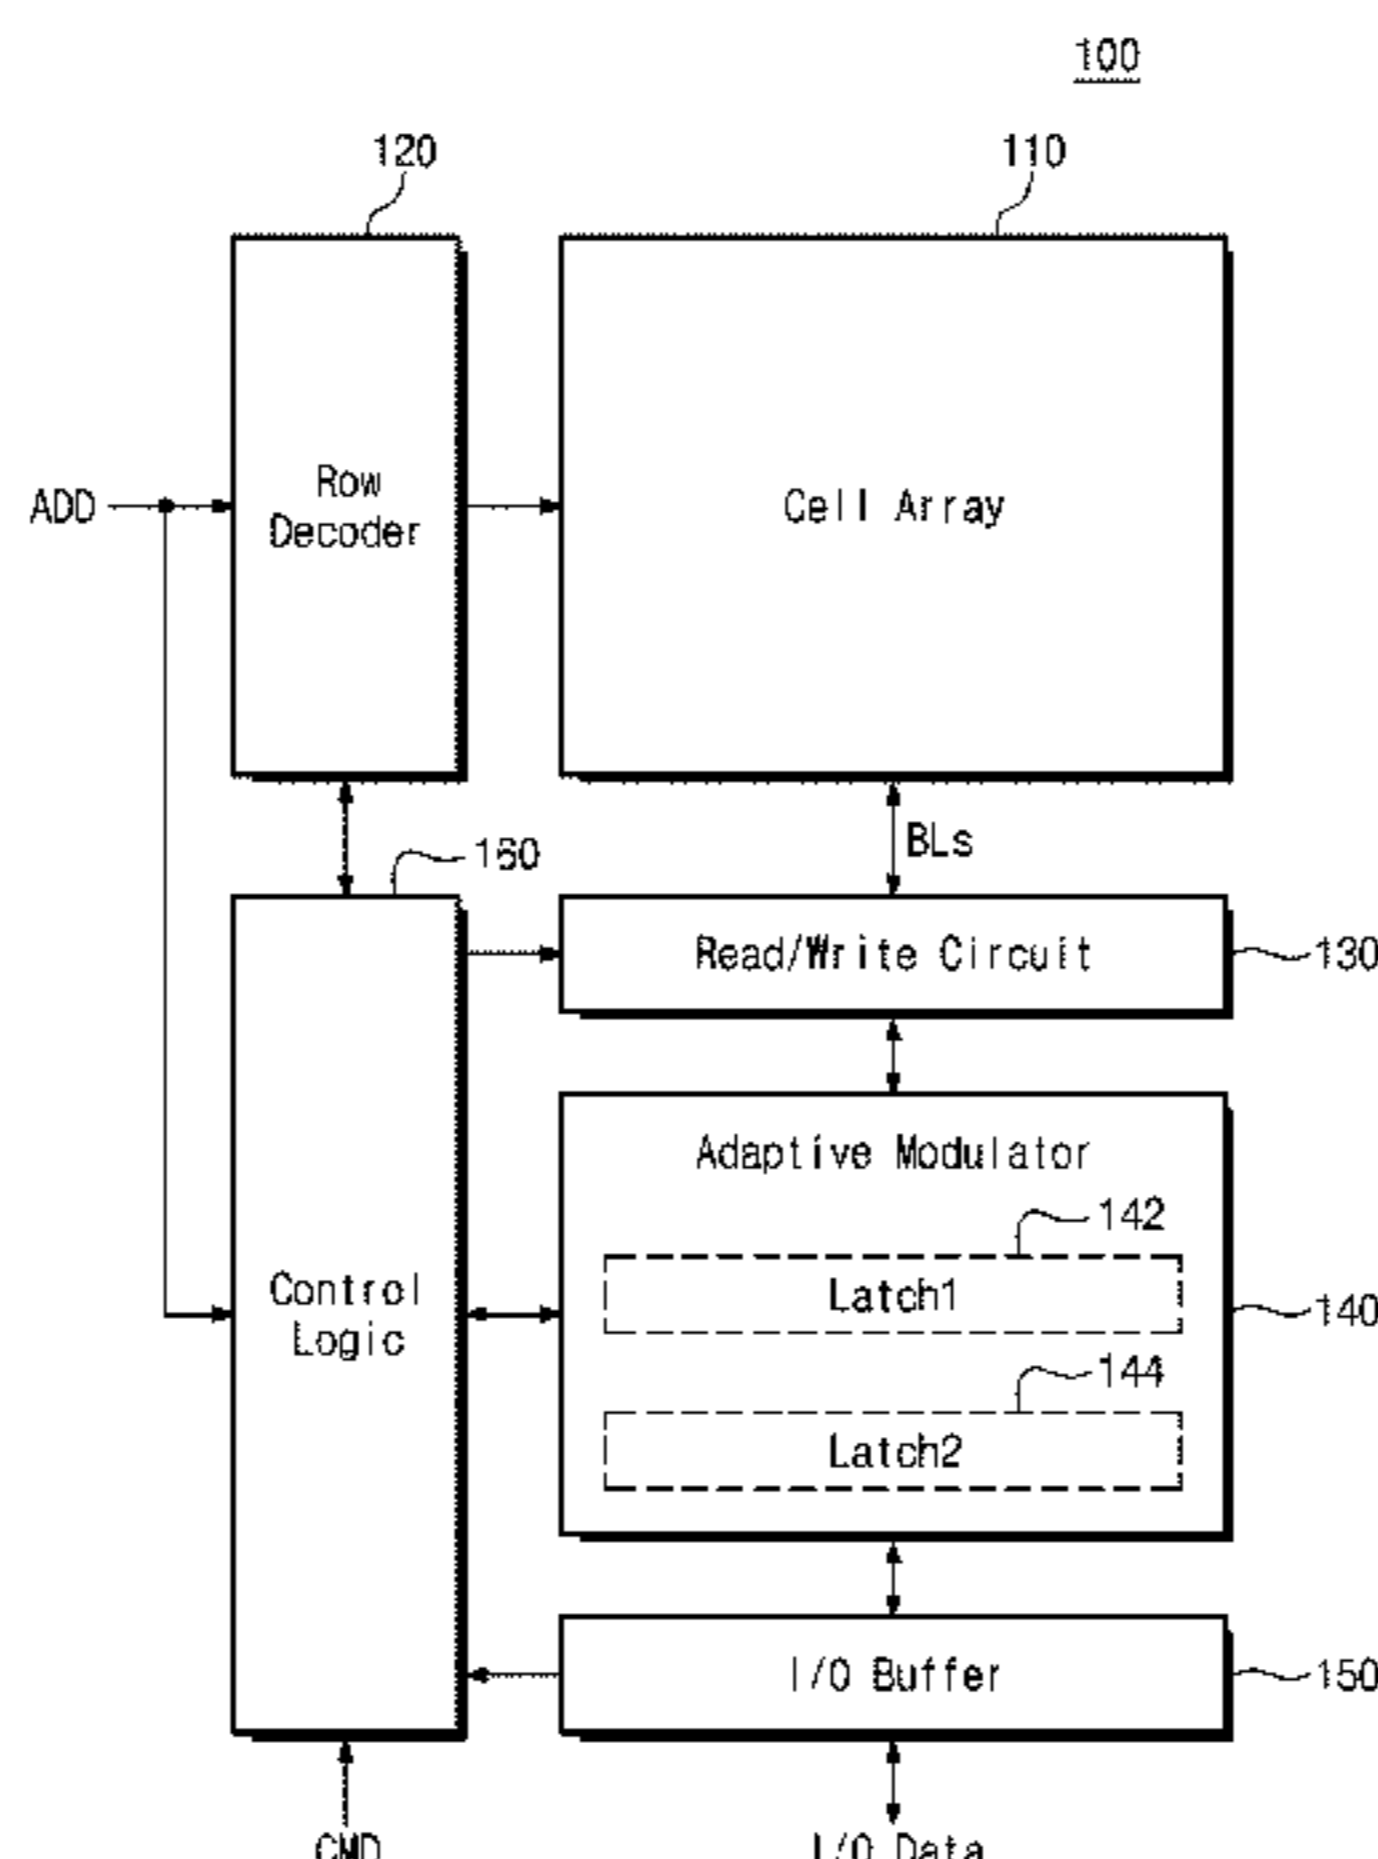 100
120
110
Row
Decoder
ADD
Cell Array
BLs
160
Read/Write Circuit
130
Adaptive Modulator
142
Latch1
Control
Logic
140
144
Latch2
I/O Buffer
150
CMD
I/O Data